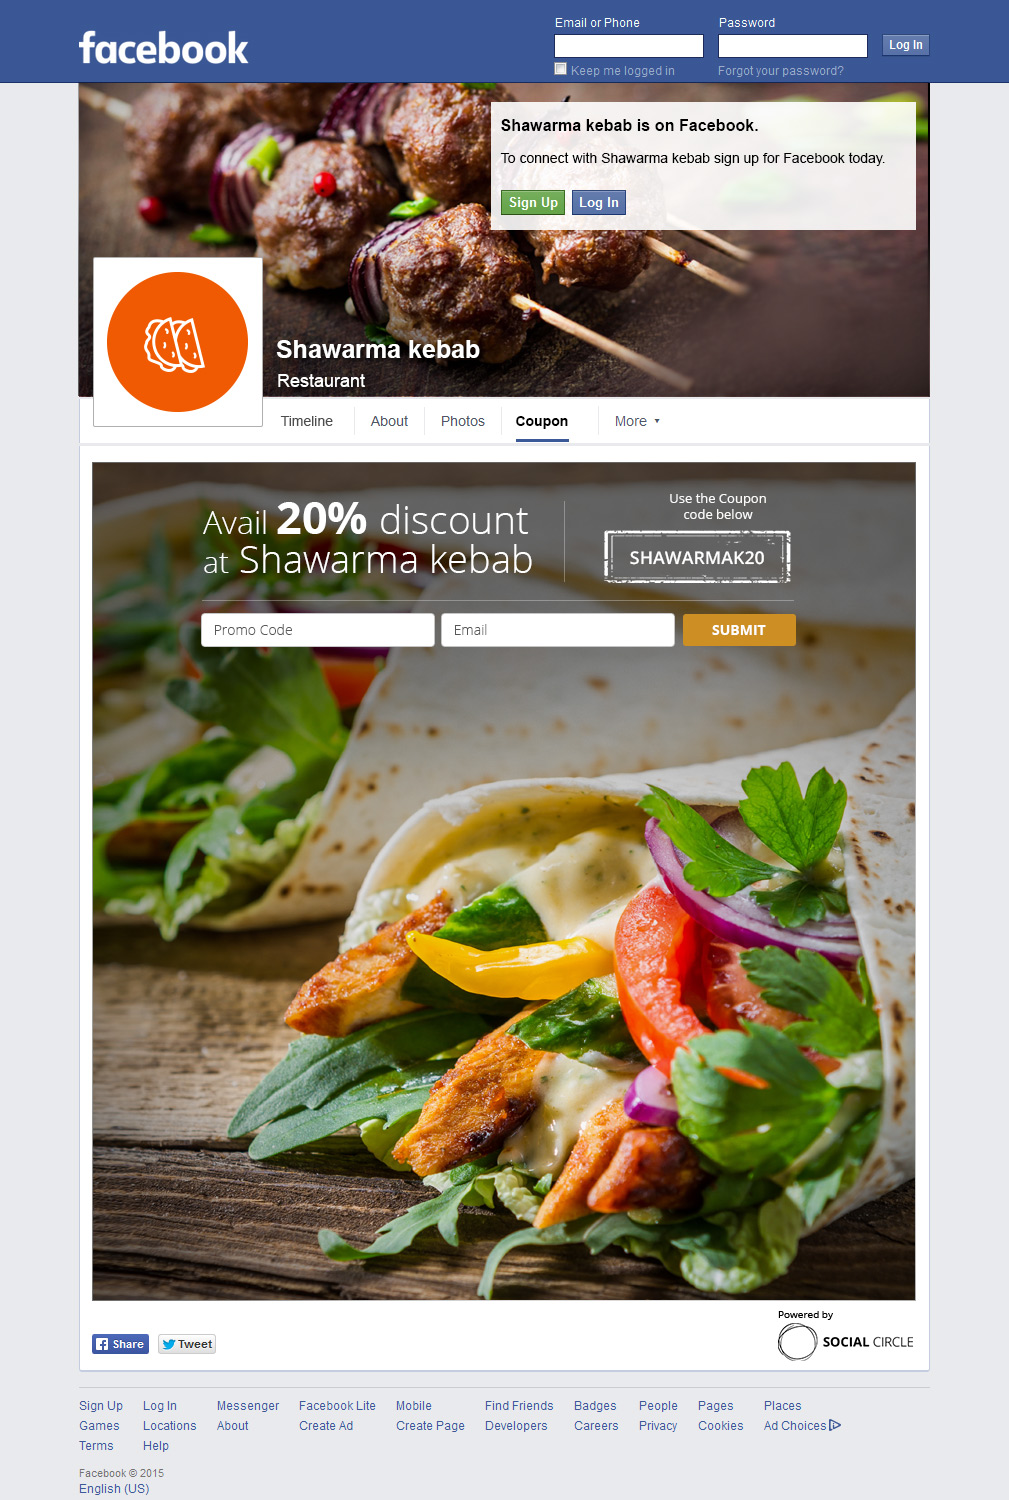 facebook
Email or Phone
Password
Log In
Keep me logged in
Forgot your password?
Shawarma kebab is on Facebook.
To connect with Shawarma kebab sign up for Facebook today.
Sign Up
Log In
Shawarma kebab
Restaurant
Timeline
About
Photos
Coupon
More
Avail 20% discount
at Shawarma kebab
Use the Coupon
code below
SHAWARMAK20
Promo Code
Email
SUBMIT
Share
Tweet
Powered by
SOCIAL CIRCLE
Sign Up Log In Messenger Facebook Lite Mobile Find Friends Badges People Pages Places
Games Locations About Create Ad Create Page Developers Careers Privacy Cookies Ad Choices
Terms Help
Facebook © 2015
English (US)